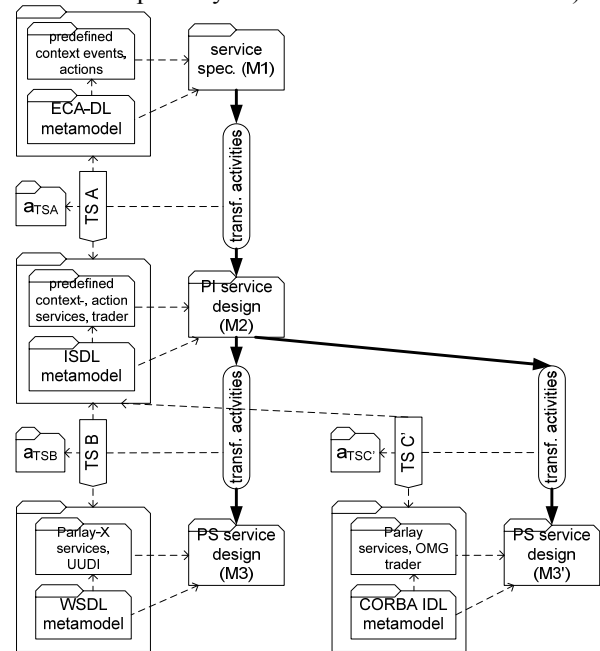 predefined
context events,
actions
service
spec. (M1)
ECA-DL
metamodel
transf. activities
TS A
aTSA
predefined
context-, action
services, trader
PI service
design
(M2)
ISDL
metamodel
transf. activities
transf. activities
TS B
aTSB
TS C'
aTSC'
Parlay-X
services,
UUDI
PS service
design
(M3)
WSDL
metamodel
Parlay
services, OMG
trader
PS service
design
(M3')
CORBA IDL
metamodel